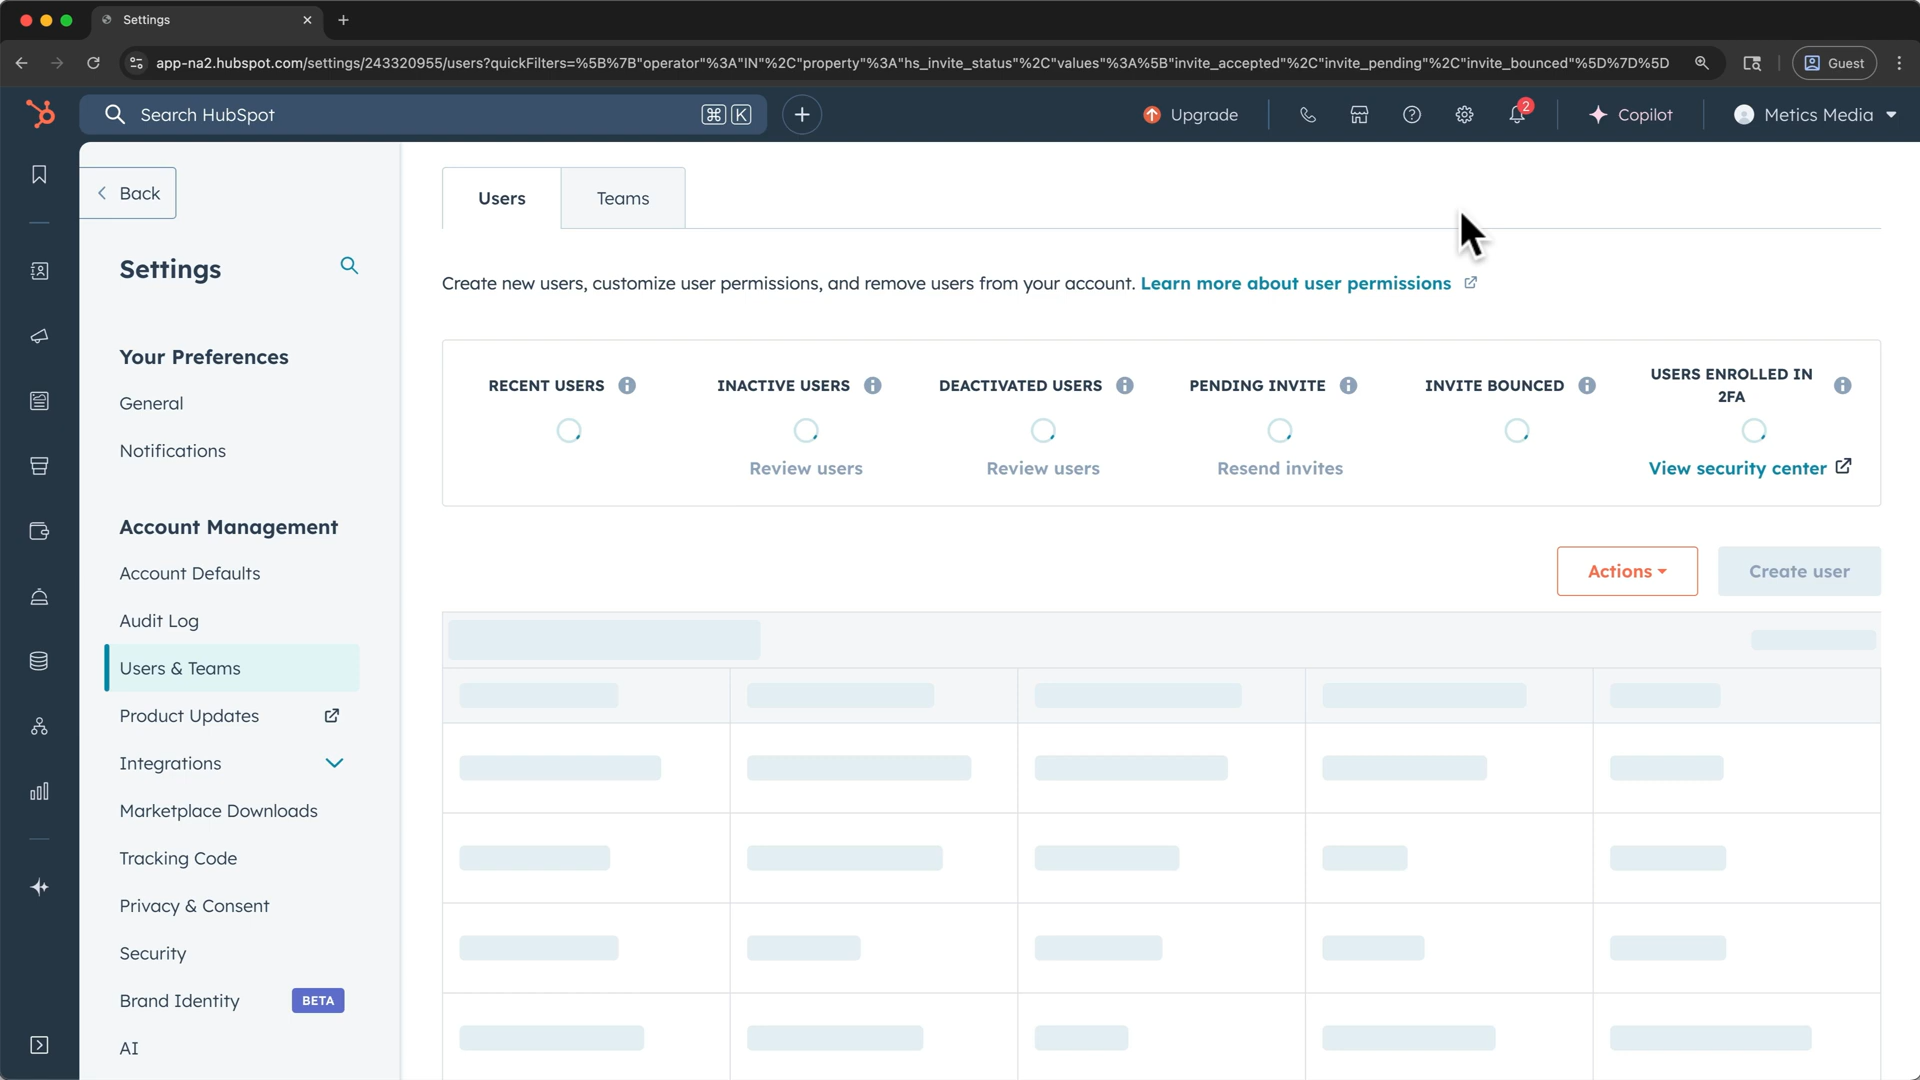 Settings
app-na2.hubspot.com/settings/243320955/users?quickFilters=%5B%7B"operator"%3A"IN"%2C"property"%3A"hs_invite_status"%2C"values"%3A%5B"invite_accepted"%2C"invite_pending"%2C"invite_bounced"%5D%7D%5D
Guest
Search HubSpot
⌘ K
Upgrade
2
Copilot
Metics Media
Back
Users
Teams
Settings
Create new users, customize user permissions, and remove users from your account. Learn more about user permissions
Your Preferences
General
Notifications
RECENT USERS
INACTIVE USERS
Review users
DEACTIVATED USERS
Review users
PENDING INVITE
Resend invites
INVITE BOUNCED
USERS ENROLLED IN
2FA
View security center
Account Management
Account Defaults
Audit Log
Users & Teams
Product Updates
Integrations
Marketplace Downloads
Tracking Code
Privacy & Consent
Security
Brand Identity BETA
AI
Actions
Create user